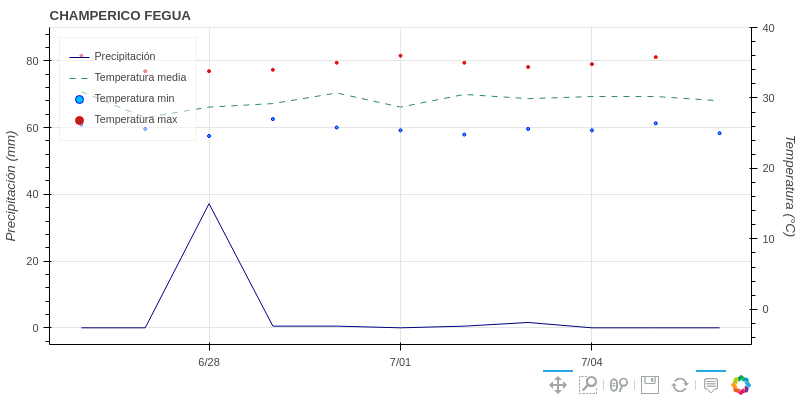 CHAMPERICO FEGUA
Precipitación
Temperatura media
Temperatura min
Temperatura max
Precipitación (mm)
80
60
40
20
0
40
30
20
10
0
Temperatura (°C)
6/28
7/01
7/04